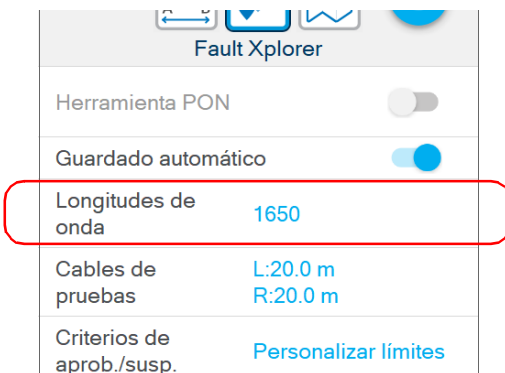 A B
Fault Xplorer
Herramienta PON
Guardado automático
Longitudes de
onda
1650
Cables de
pruebas
L:20.0 m
R:20.0 m
Criterios de
aprob./susp.
Personalizar límites